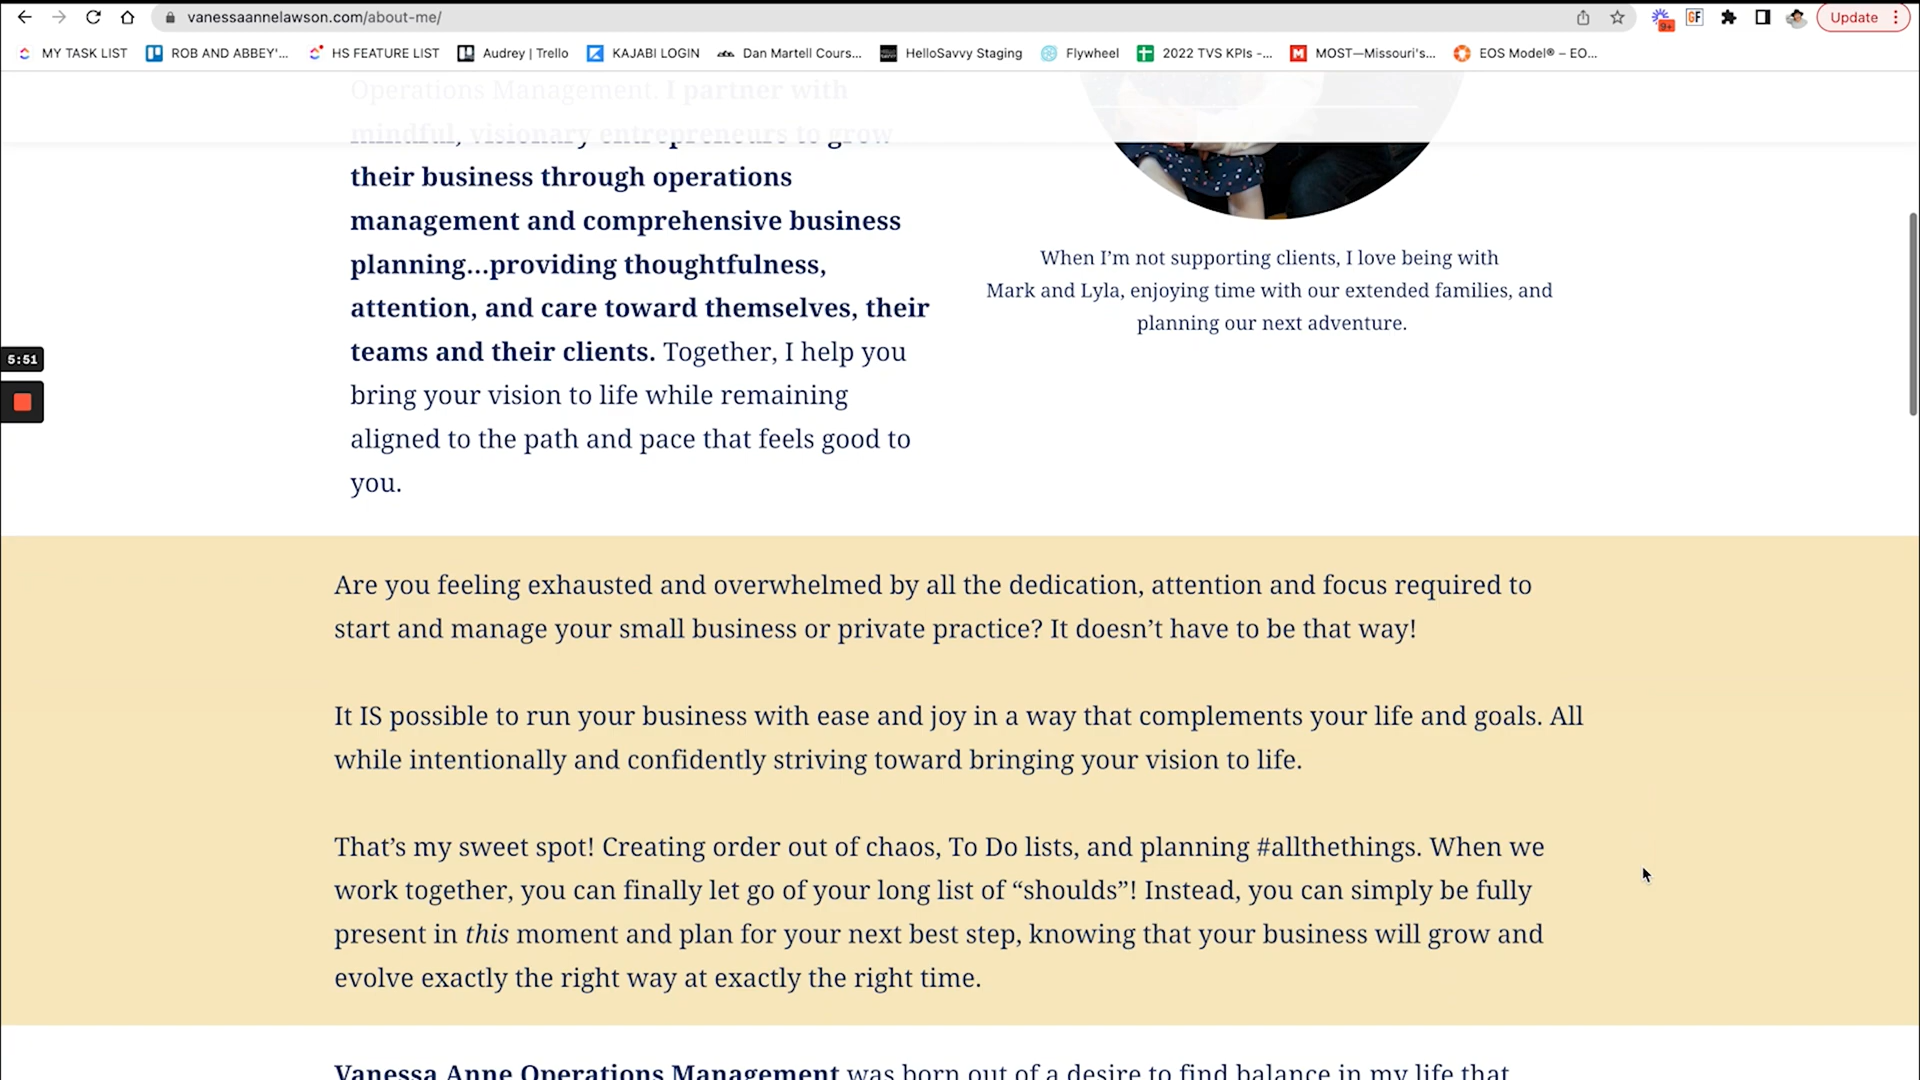 vanessaannelawson.com/about-me/
9+
GF
Update
MY TASK LIST
ROB AND ABBEY'...
HS FEATURE LIST
Audrey | Trello
KAJABI LOGIN
Dan Martell Cours...
HelloSavvy Staging
Flywheel
2022 TVS KPIs -...
MOST—Missouri's...
EOS Model® – EO...
Operations Management. I partner with
mindful, visionary entrepreneurs to grow
their business through operations
management and comprehensive business
planning...providing thoughtfulness,
attention, and care toward themselves, their
teams and their clients. Together, I help you
bring your vision to life while remaining
aligned to the path and pace that feels good to
you.
When I’m not supporting clients, I love being with
Mark and Lyla, enjoying time with our extended families, and
planning our next adventure.
5:51
Are you feeling exhausted and overwhelmed by all the dedication, attention and focus required to
start and manage your small business or private practice? It doesn’t have to be that way!
It IS possible to run your business with ease and joy in a way that complements your life and goals. All
while intentionally and confidently striving toward bringing your vision to life.
That’s my sweet spot! Creating order out of chaos, To Do lists, and planning #allthethings. When we
work together, you can finally let go of your long list of “shoulds”! Instead, you can simply be fully
present in this moment and plan for your next best step, knowing that your business will grow and
evolve exactly the right way at exactly the right time.
Vanessa Anne Operations Management was born out of a desire to find balance in my life that